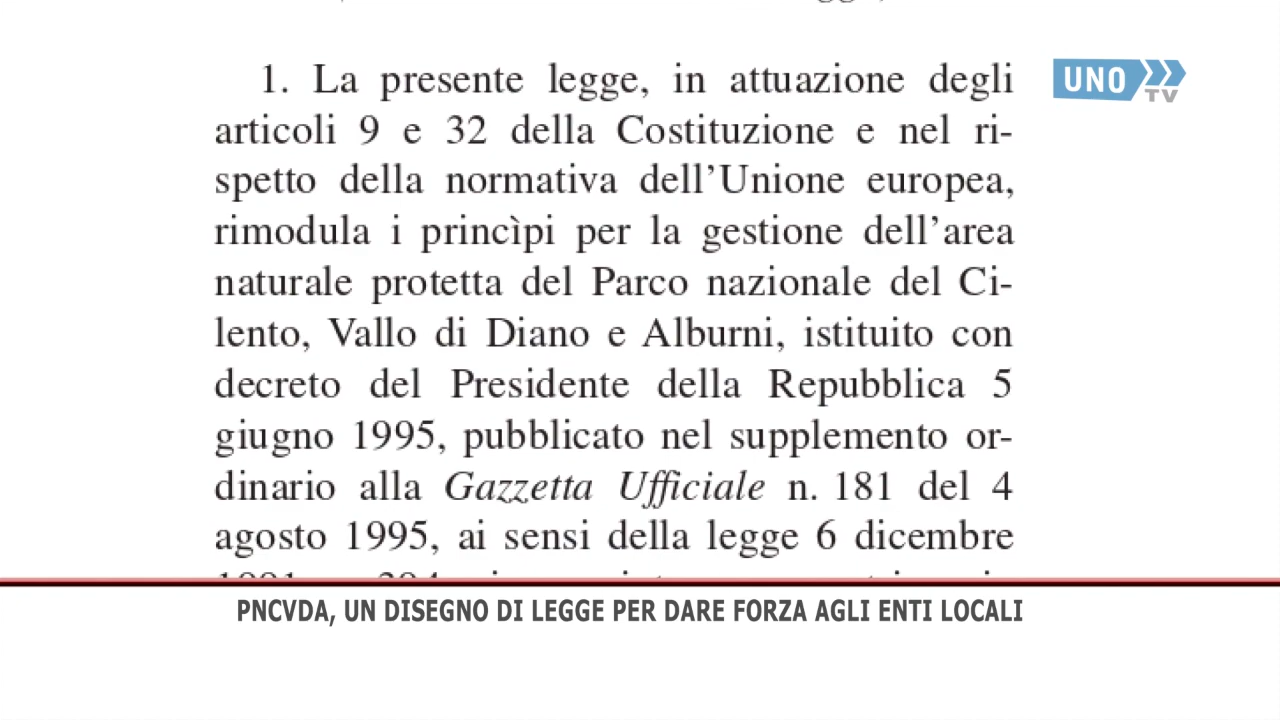 1. La presente legge, in attuazione degli
articoli 9 e 32 della Costituzione e nel ri-
spetto della normativa dell'Unione europea,
rimodula i princìpi per la gestione dell'area
naturale protetta del Parco nazionale del Ci-
lento, Vallo di Diano e Alburni, istituito con
decreto del Presidente della Repubblica 5
giugno 1995, pubblicato nel supplemento or-
dinario alla Gazzetta Ufficiale n. 181 del 4
agosto 1995, ai sensi della legge 6 dicembre
UNO
TV
PNCVDA, UN DISEGNO DI LEGGE PER DARE FORZA AGLI ENTI LOCALI